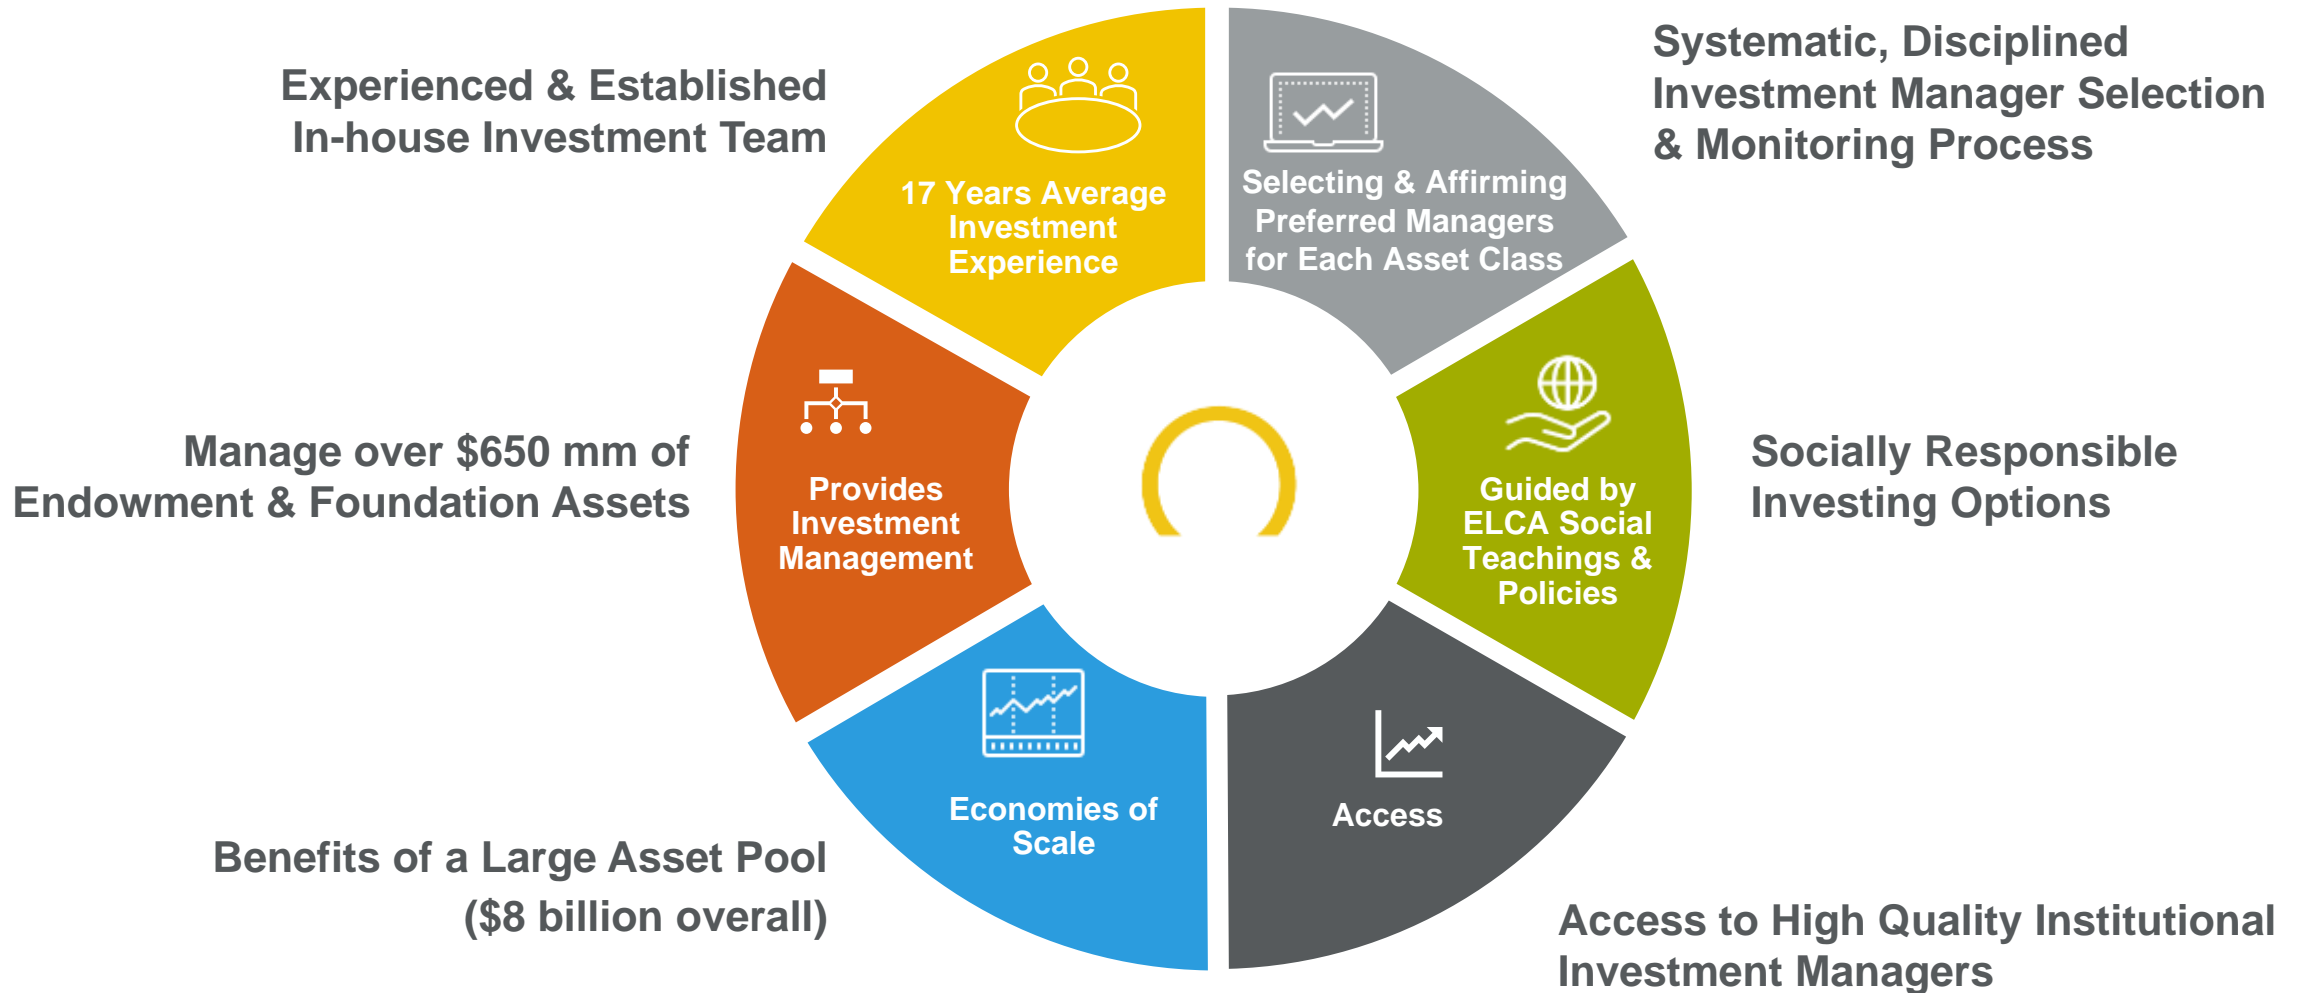 Experienced & Established
In-house Investment Team
17 Years Average
Investment
Experience
Systematic, Disciplined
Investment Manager Selection
& Monitoring Process
Selecting & Affirming
Preferred Managers
for Each Asset Class
Manage over $650 mm of
Endowment & Foundation Assets
Provides
Investment
Management
Guided by
ELCA Social
Teachings &
Policies
Socially Responsible
Investing Options
Benefits of a Large Asset Pool
($8 billion overall)
Economies of
Scale
Access
Access to High Quality Institutional
Investment Managers